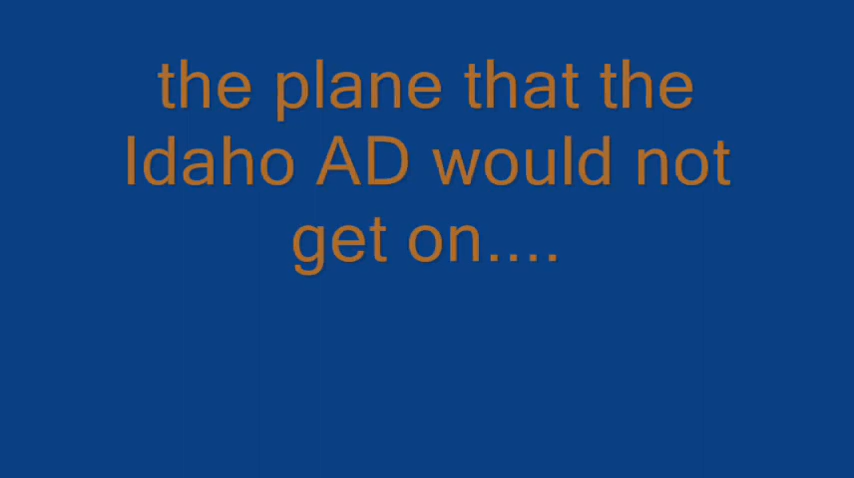 the plane that the
Idaho AD would not
get on....